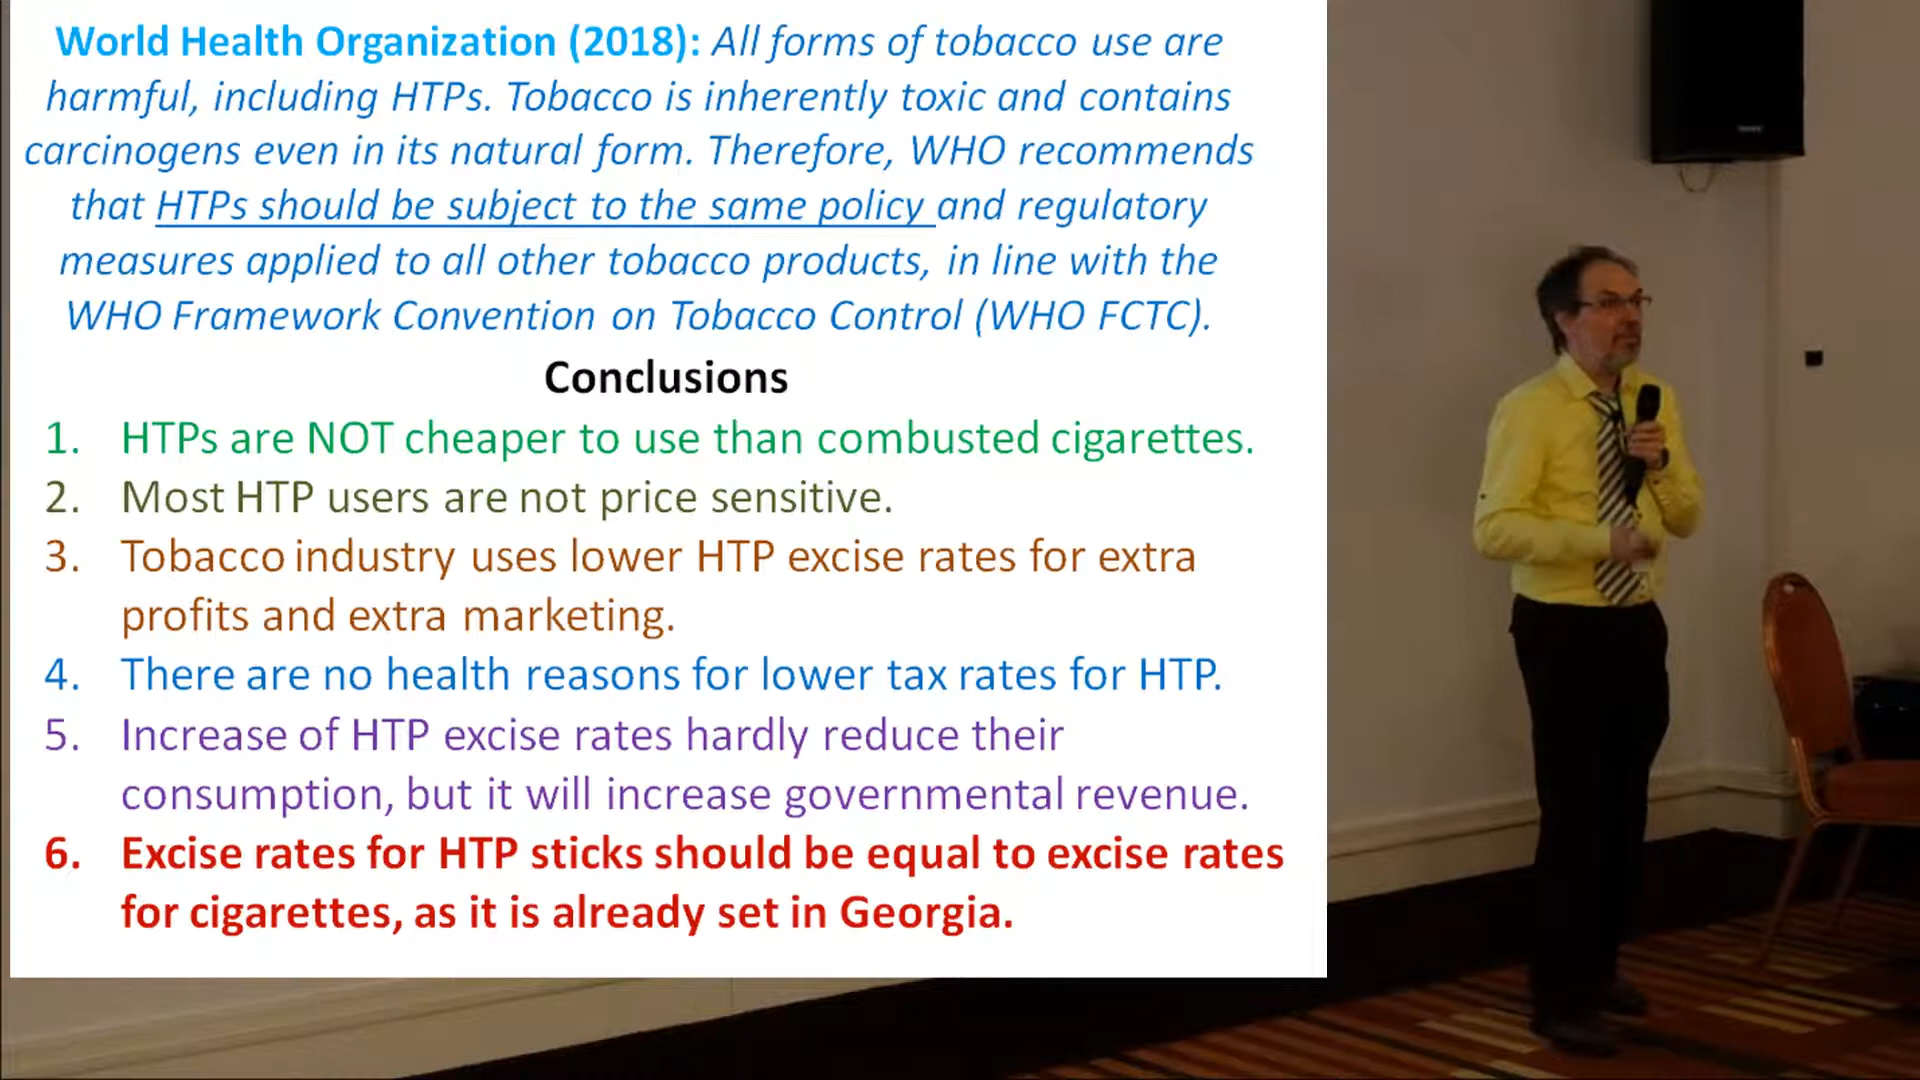 World Health Organization (2018): All forms of tobacco use are
harmful, including HTPs. Tobacco is inherently toxic and contains
carcinogens even in its natural form. Therefore, WHO recommends
that HTPs should be subject to the same policy and regulatory
measures applied to all other tobacco products, in line with the
WHO Framework Convention on Tobacco Control (WHO FCTC).
Conclusions
1. HTPs are NOT cheaper to use than combusted cigarettes.
2. Most HTP users are not price sensitive.
3. Tobacco industry uses lower HTP excise rates for extra
profits and extra marketing.
4. There are no health reasons for lower tax rates for HTP.
5. Increase of HTP excise rates hardly reduce their
consumption, but it will increase governmental revenue.
6. Excise rates for HTP sticks should be equal to excise rates
for cigarettes, as it is already set in Georgia.